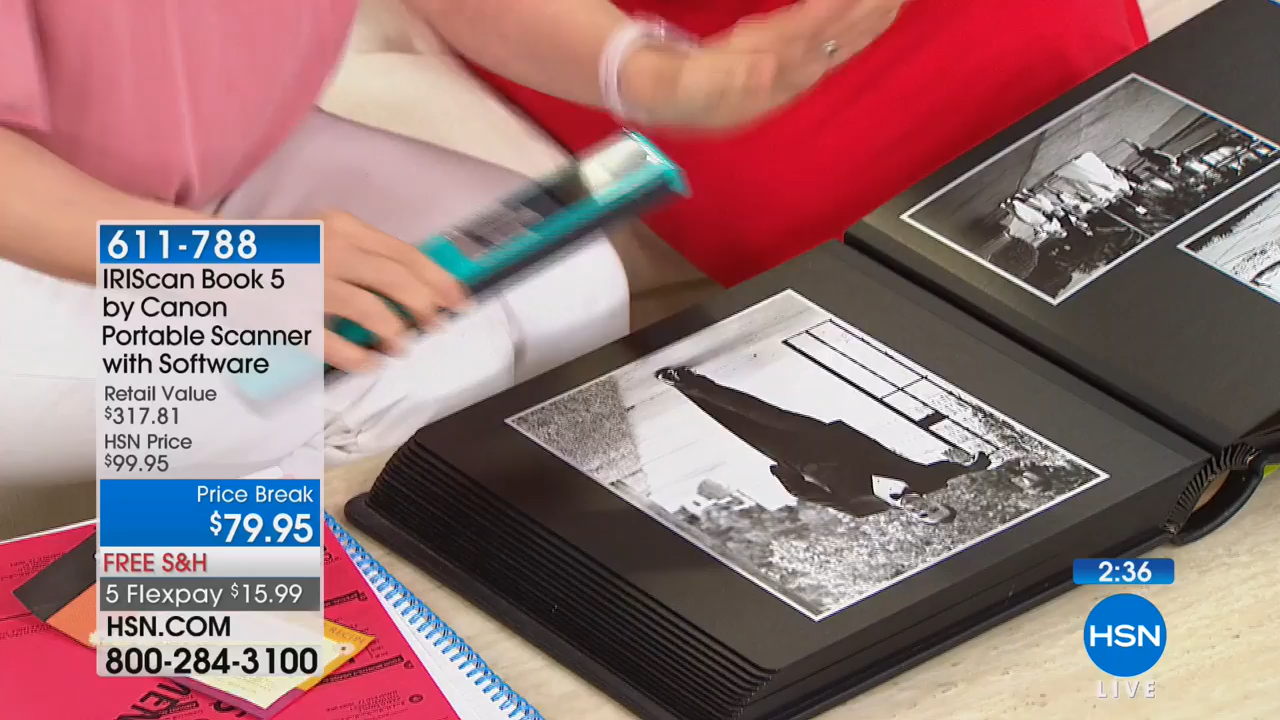 611-788
IRIScan Book 5
by Canon
Portable Scanner
with Software
Retail Value
$317.81
HSN Price
$99.95
Price Break
$79.95
FREE S&H
5 Flexpay $15.99
HSN.COM
800-284-3100
RECIPE
2:36
HSN
LIVE